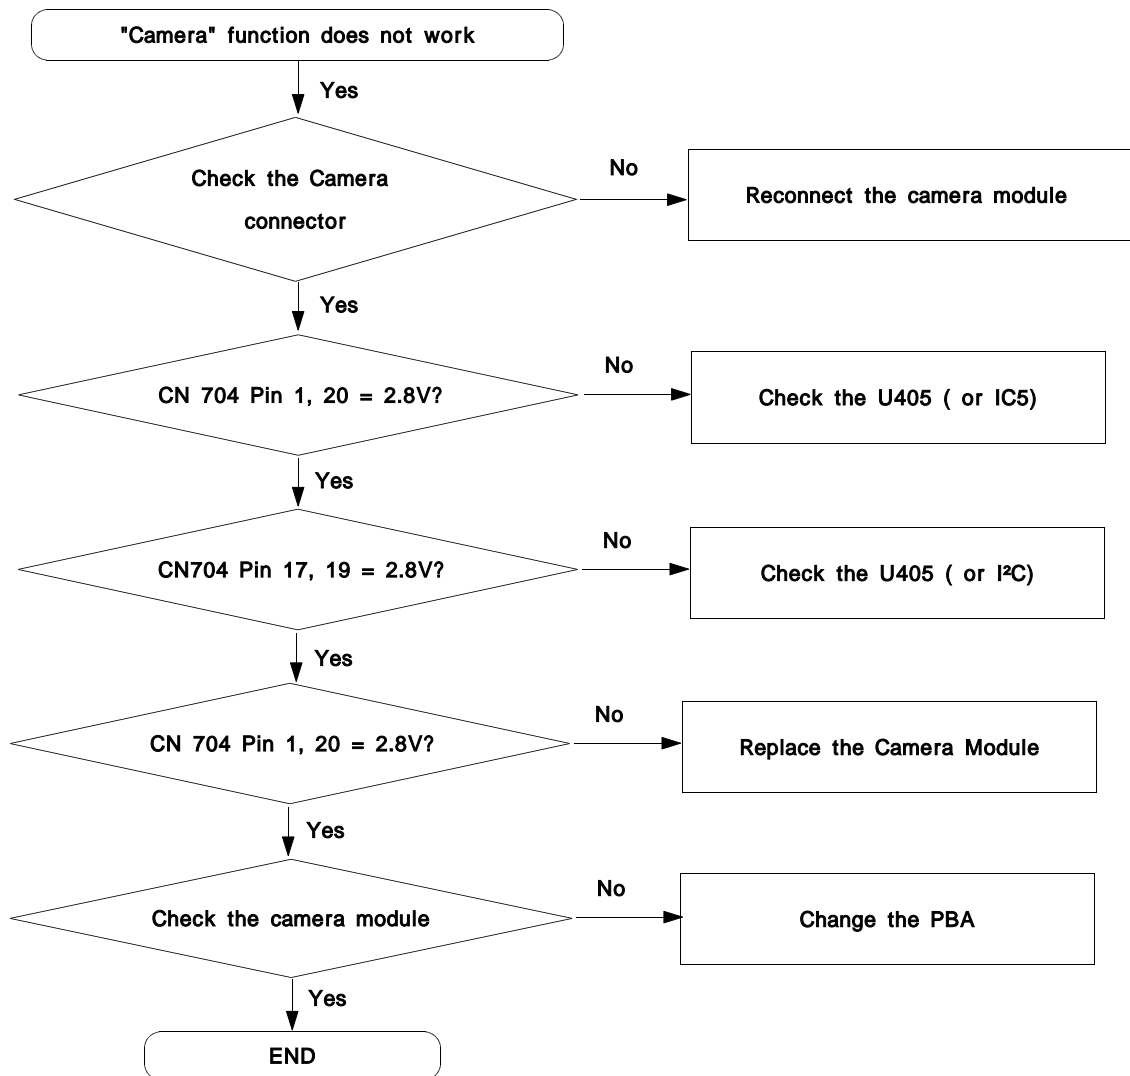 "Camera" function does not work
Yes
Check the Camera
connector
No
Reconnect the camera module
Yes
CN 704 Pin 1, 20 = 2.8V?
No
Check the U405 ( or IC5)
Yes
CN704 Pin 17, 19 = 2.8V?
No
Check the U405 ( or I²C)
Yes
CN 704 Pin 1, 20 = 2.8V?
No
Replace the Camera Module
Yes
Check the camera module
No
Change the PBA
Yes
END